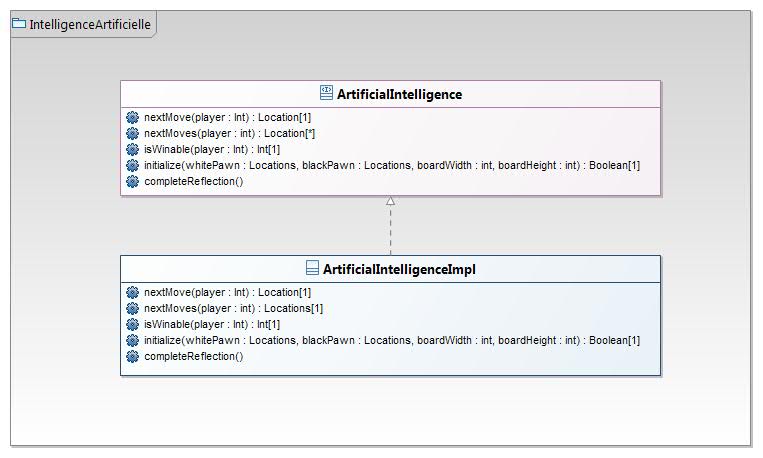 IntelligenceArtificielle
ArtificialIntelligence
nextMove(player : Int) : Location[1]
nextMoves(player : int) : Location[*]
isWinable(player : Int) : Int[1]
initialize(whitePawn : Locations, blackPawn : Locations, boardWidth : int, boardHeight : int) : Boolean[1]
completeReflection()
ArtificialIntelligenceImpl
nextMove(player : Int) : Location[1]
nextMoves(player : int) : Locations[1]
isWinable(player : Int) : Int[1]
initialize(whitePawn : Locations, blackPawn : Locations, boardWidth : int, boardHeight : int) : Boolean[1]
completeReflection()